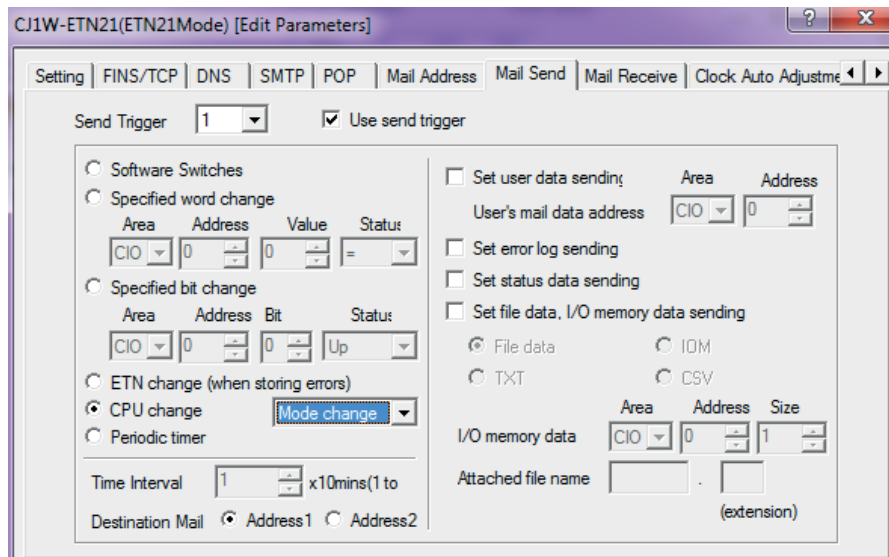 CJ1W-ETN21(ETN21Mode) [Edit Parameters]
? X
Setting FINS/TCP DNS SMTP POP Mail Address Mail Send Mail Receive Clock Auto Adjustme
Send Trigger 1 Use send trigger
Software Switches
Specified word change
Area Address Value Status
CIO 0 0 =
Specified bit change
Area Address Bit Status
CIO 0 0 Up
ETN change (when storing errors)
CPU change Mode change
Periodic timer
Time Interval 1 x10mins(1 to
Destination Mail Address1 Address2
Set user data sending Area Address
User's mail data address CIO 0
Set error log sending
Set status data sending
Set file data, I/O memory data sending
File data IOM
TXT CSV
Area Address Size
I/O memory data CIO 0 1
Attached file name .
(extension)